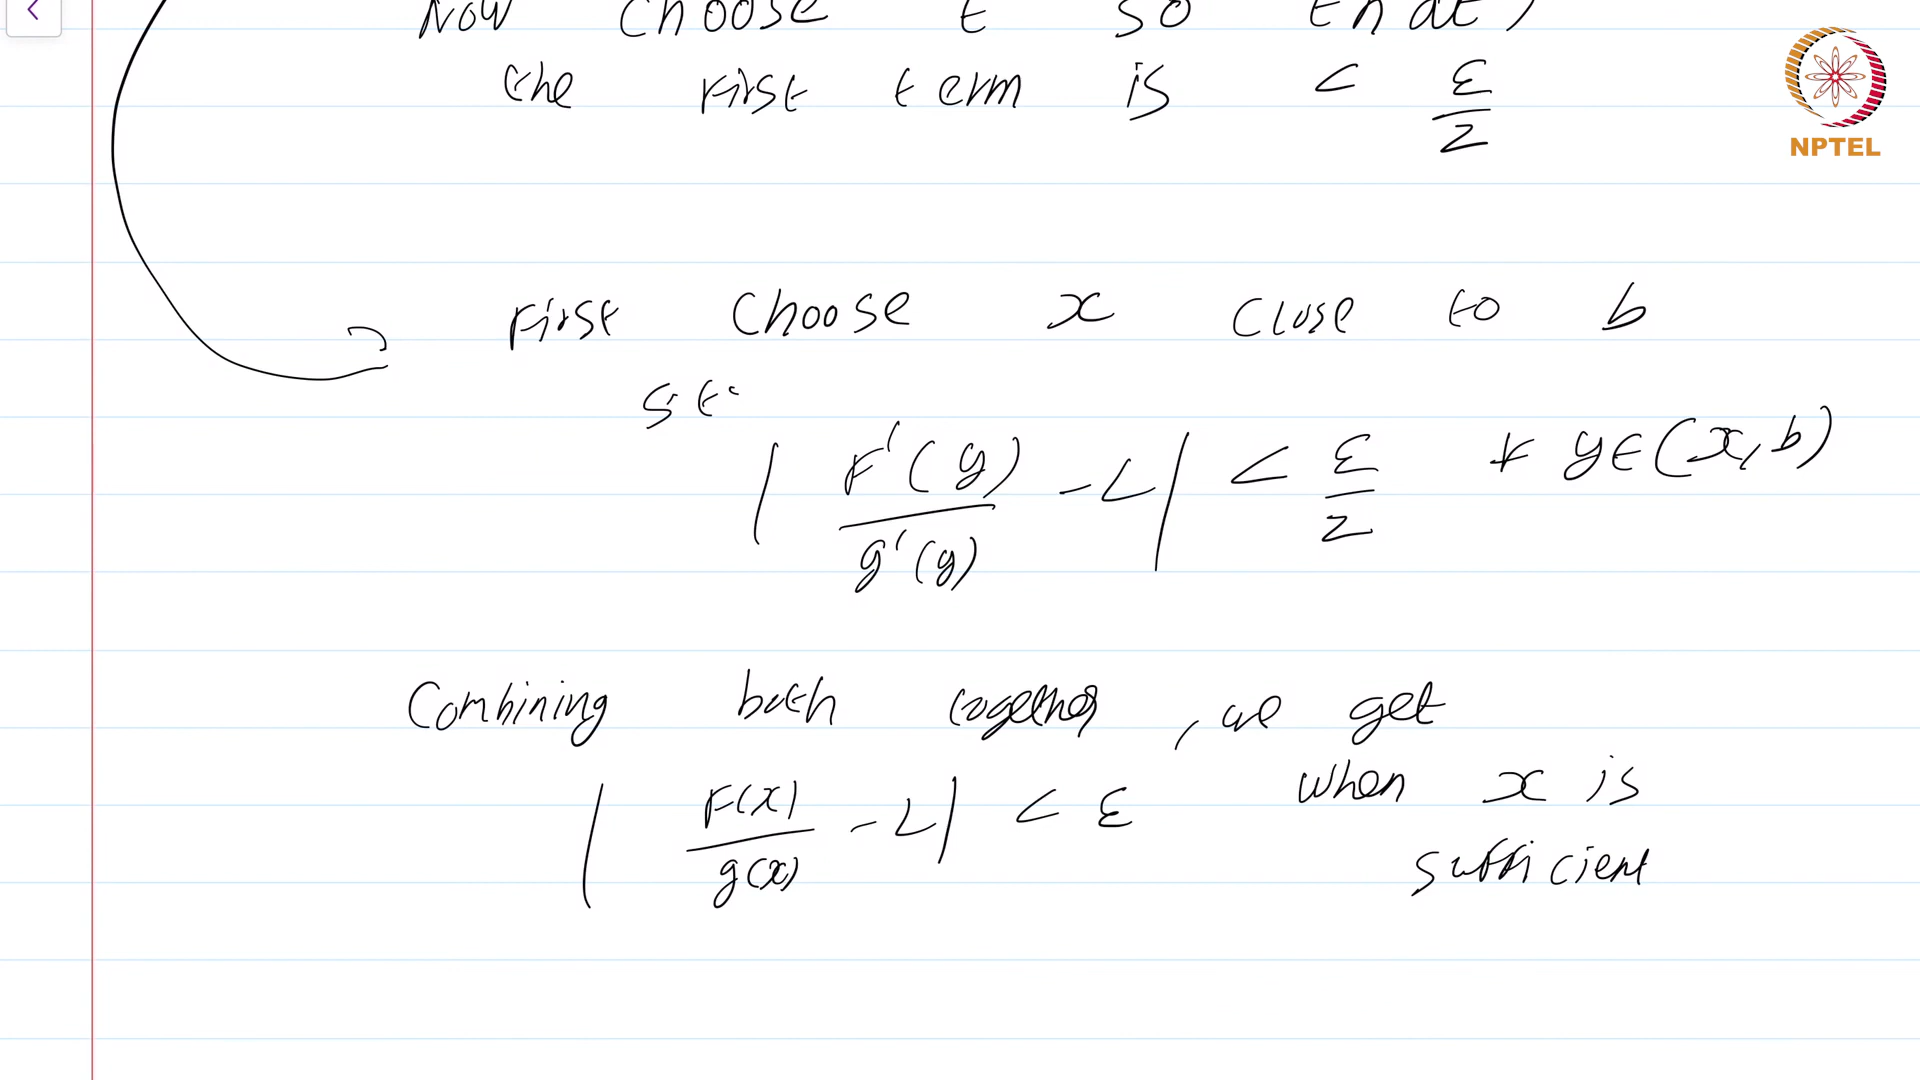 Now choose t so that,
the first term is < ε/2
NPTEL
First choose x close to b
s.t.
| F'(y)/g'(y) - L | < ε/2 ∀ y ∈ (x, b)
Combining both together, we get
| F(x)/g(x) - L | < ε when x is
sufficient